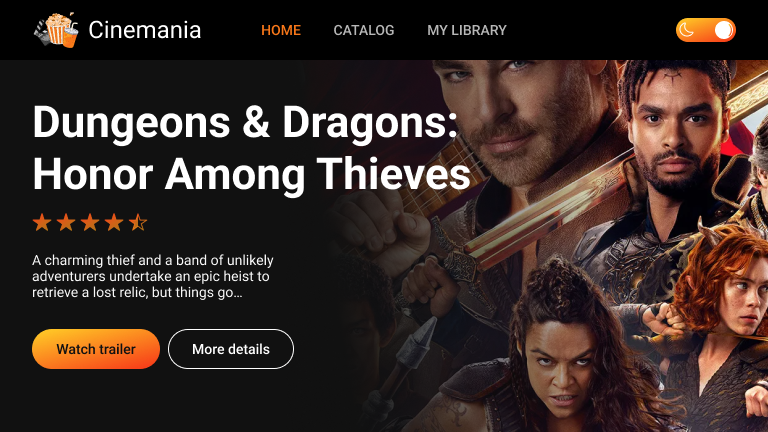 Cinemania
HOME
CATALOG
MY LIBRARY
Dungeons & Dragons:
Honor Among Thieves
A charming thief and a band of unlikely
adventurers undertake an epic heist to
retrieve a lost relic, but things go...
Watch trailer
More details